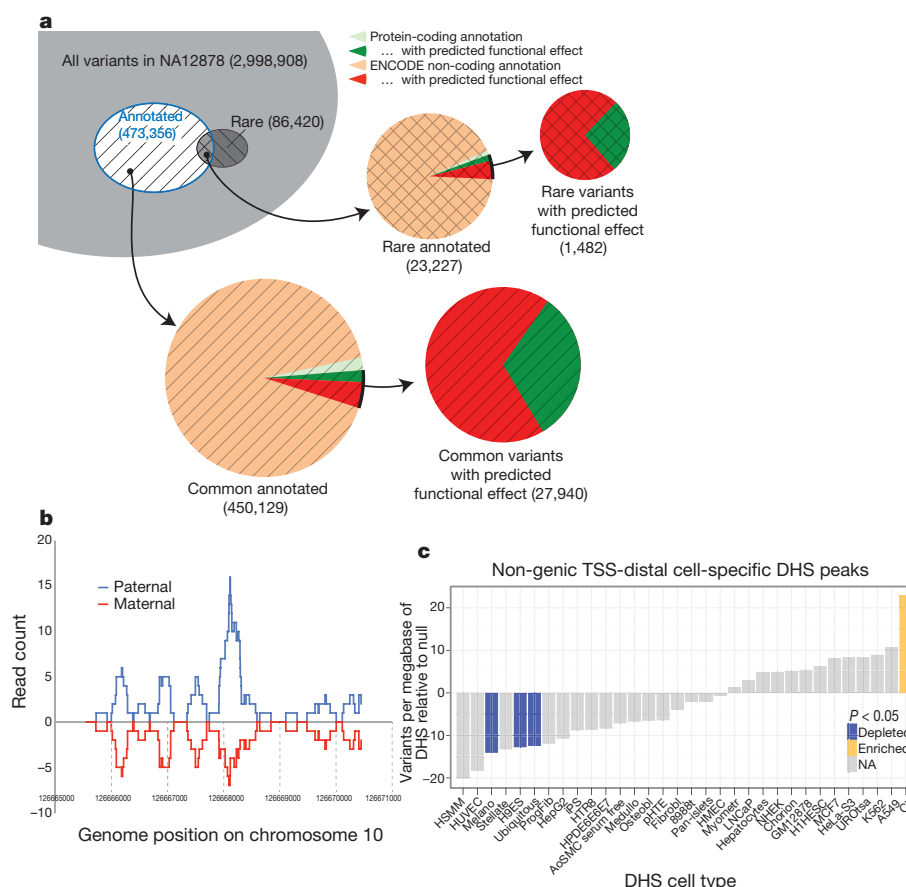 a
Protein-coding annotation
... with predicted functional effect
ENCODE non-coding annotation
... with predicted functional effect
All variants in NA12878 (2,998,908)
Annotated
(473,356)
Rare (86,420)
Rare annotated
(23,227)
Rare variants
with predicted
functional effect
(1,482)
Common annotated
(450,129)
Common variants
with predicted
functional effect (27,940)
b
20
15
10
5
0
−5
−10
Paternal
Maternal
Read count
126665000
126666000
126667000
126668000
126669000
126670000
126671000
Genome position on chromosome 10
c
Non-genic TSS-distal cell-specific DHS peaks
Variants per megabase of
DHS relative to null
20
10
0
−10
−20
P < 0.05
Depleted
Enriched
NA
HSMM
HUVEC
Melano
Stellate
H9ES
Ubiquitous
ProgFib
HepG2
iPS
HTR8
HPDE6E6E7
AoSMC serum free
Medullo
Osteobl
pHTE
Fibrobl
8988t
Pan-islets
HMEC
Myometr
LNCaP
Hepatocytes
NHEK
Chorion
GM12878
H1HESC
MCF7
HeLa-S3
UROtsa
K562
A549
DHS cell type